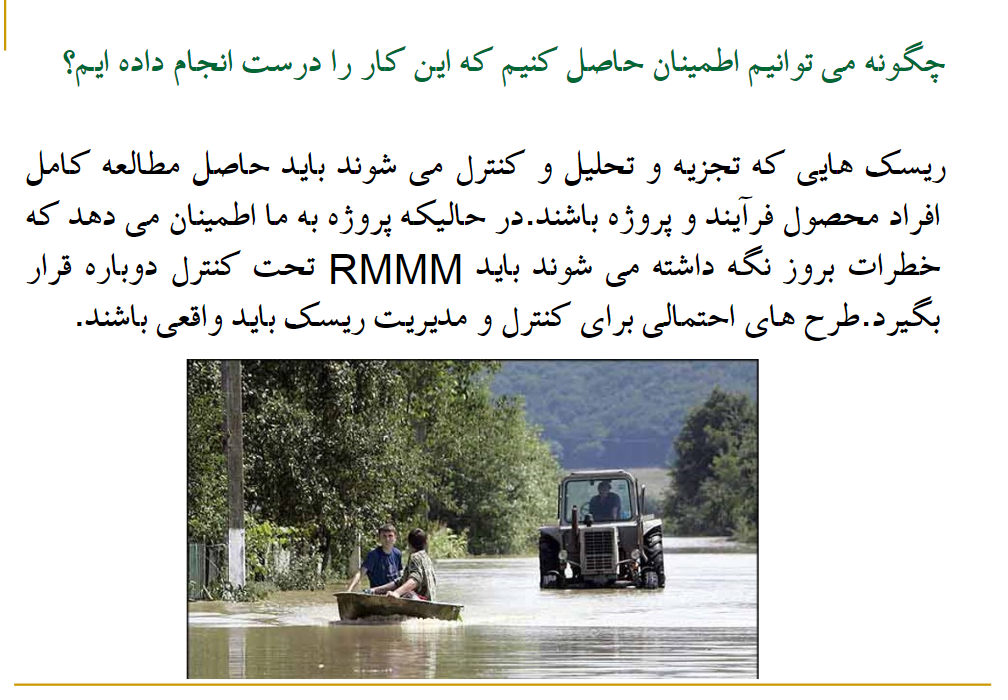 چگونه می توانیم اطمینان حاصل کنیم که این کار را درست انجام داده ایم؟
ریسک هایی که تجزیه و تحلیل و کنترل می شوند باید حاصل مطالعه کامل
افراد محصول فرآیند و پروژه باشند.در حالیکه پروژه به ما اطمینان می دهد که
خطرات بروز نگه داشته می شوند باید RMMM تحت کنترل دوباره قرار
بگیرد.طرح های احتمالی برای کنترل و مدیریت ریسک باید واقعی باشند.